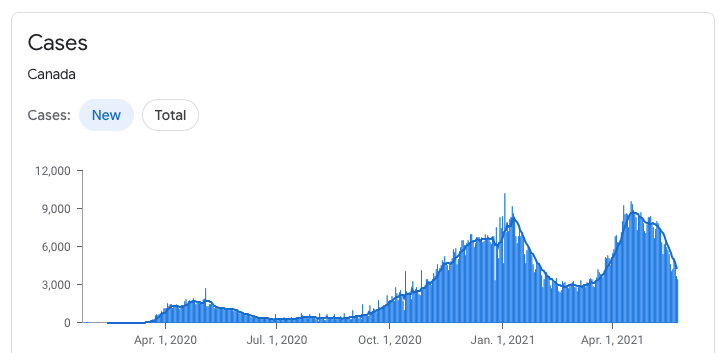 Cases
Canada
Cases: New Total
12,000
9,000
6,000
3,000
0
Apr. 1, 2020 Jul. 1, 2020 Oct. 1, 2020 Jan. 1, 2021 Apr. 1, 2021